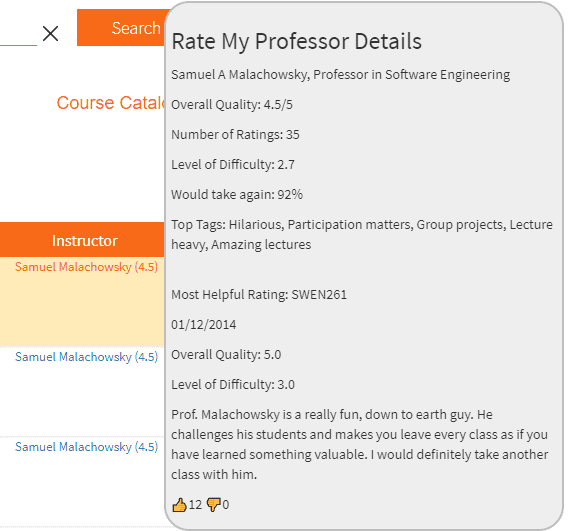 Search
Course Catalo
Instructor
Samuel Malachowsky (4.5)
Samuel Malachowsky (4.5)
Samuel Malachowsky (4.5)
Rate My Professor Details
Samuel A Malachowsky, Professor in Software Engineering
Overall Quality: 4.5/5
Number of Ratings: 35
Level of Difficulty: 2.7
Would take again: 92%
Top Tags: Hilarious, Participation matters, Group projects, Lecture
heavy, Amazing lectures
Most Helpful Rating: SWEN261
01/12/2014
Overall Quality: 5.0
Level of Difficulty: 3.0
Prof. Malachowsky is a really fun, down to earth guy. He
challenges his students and makes you leave every class as if you
have learned something valuable. I would definitely take another
class with him.
👍12 👎0